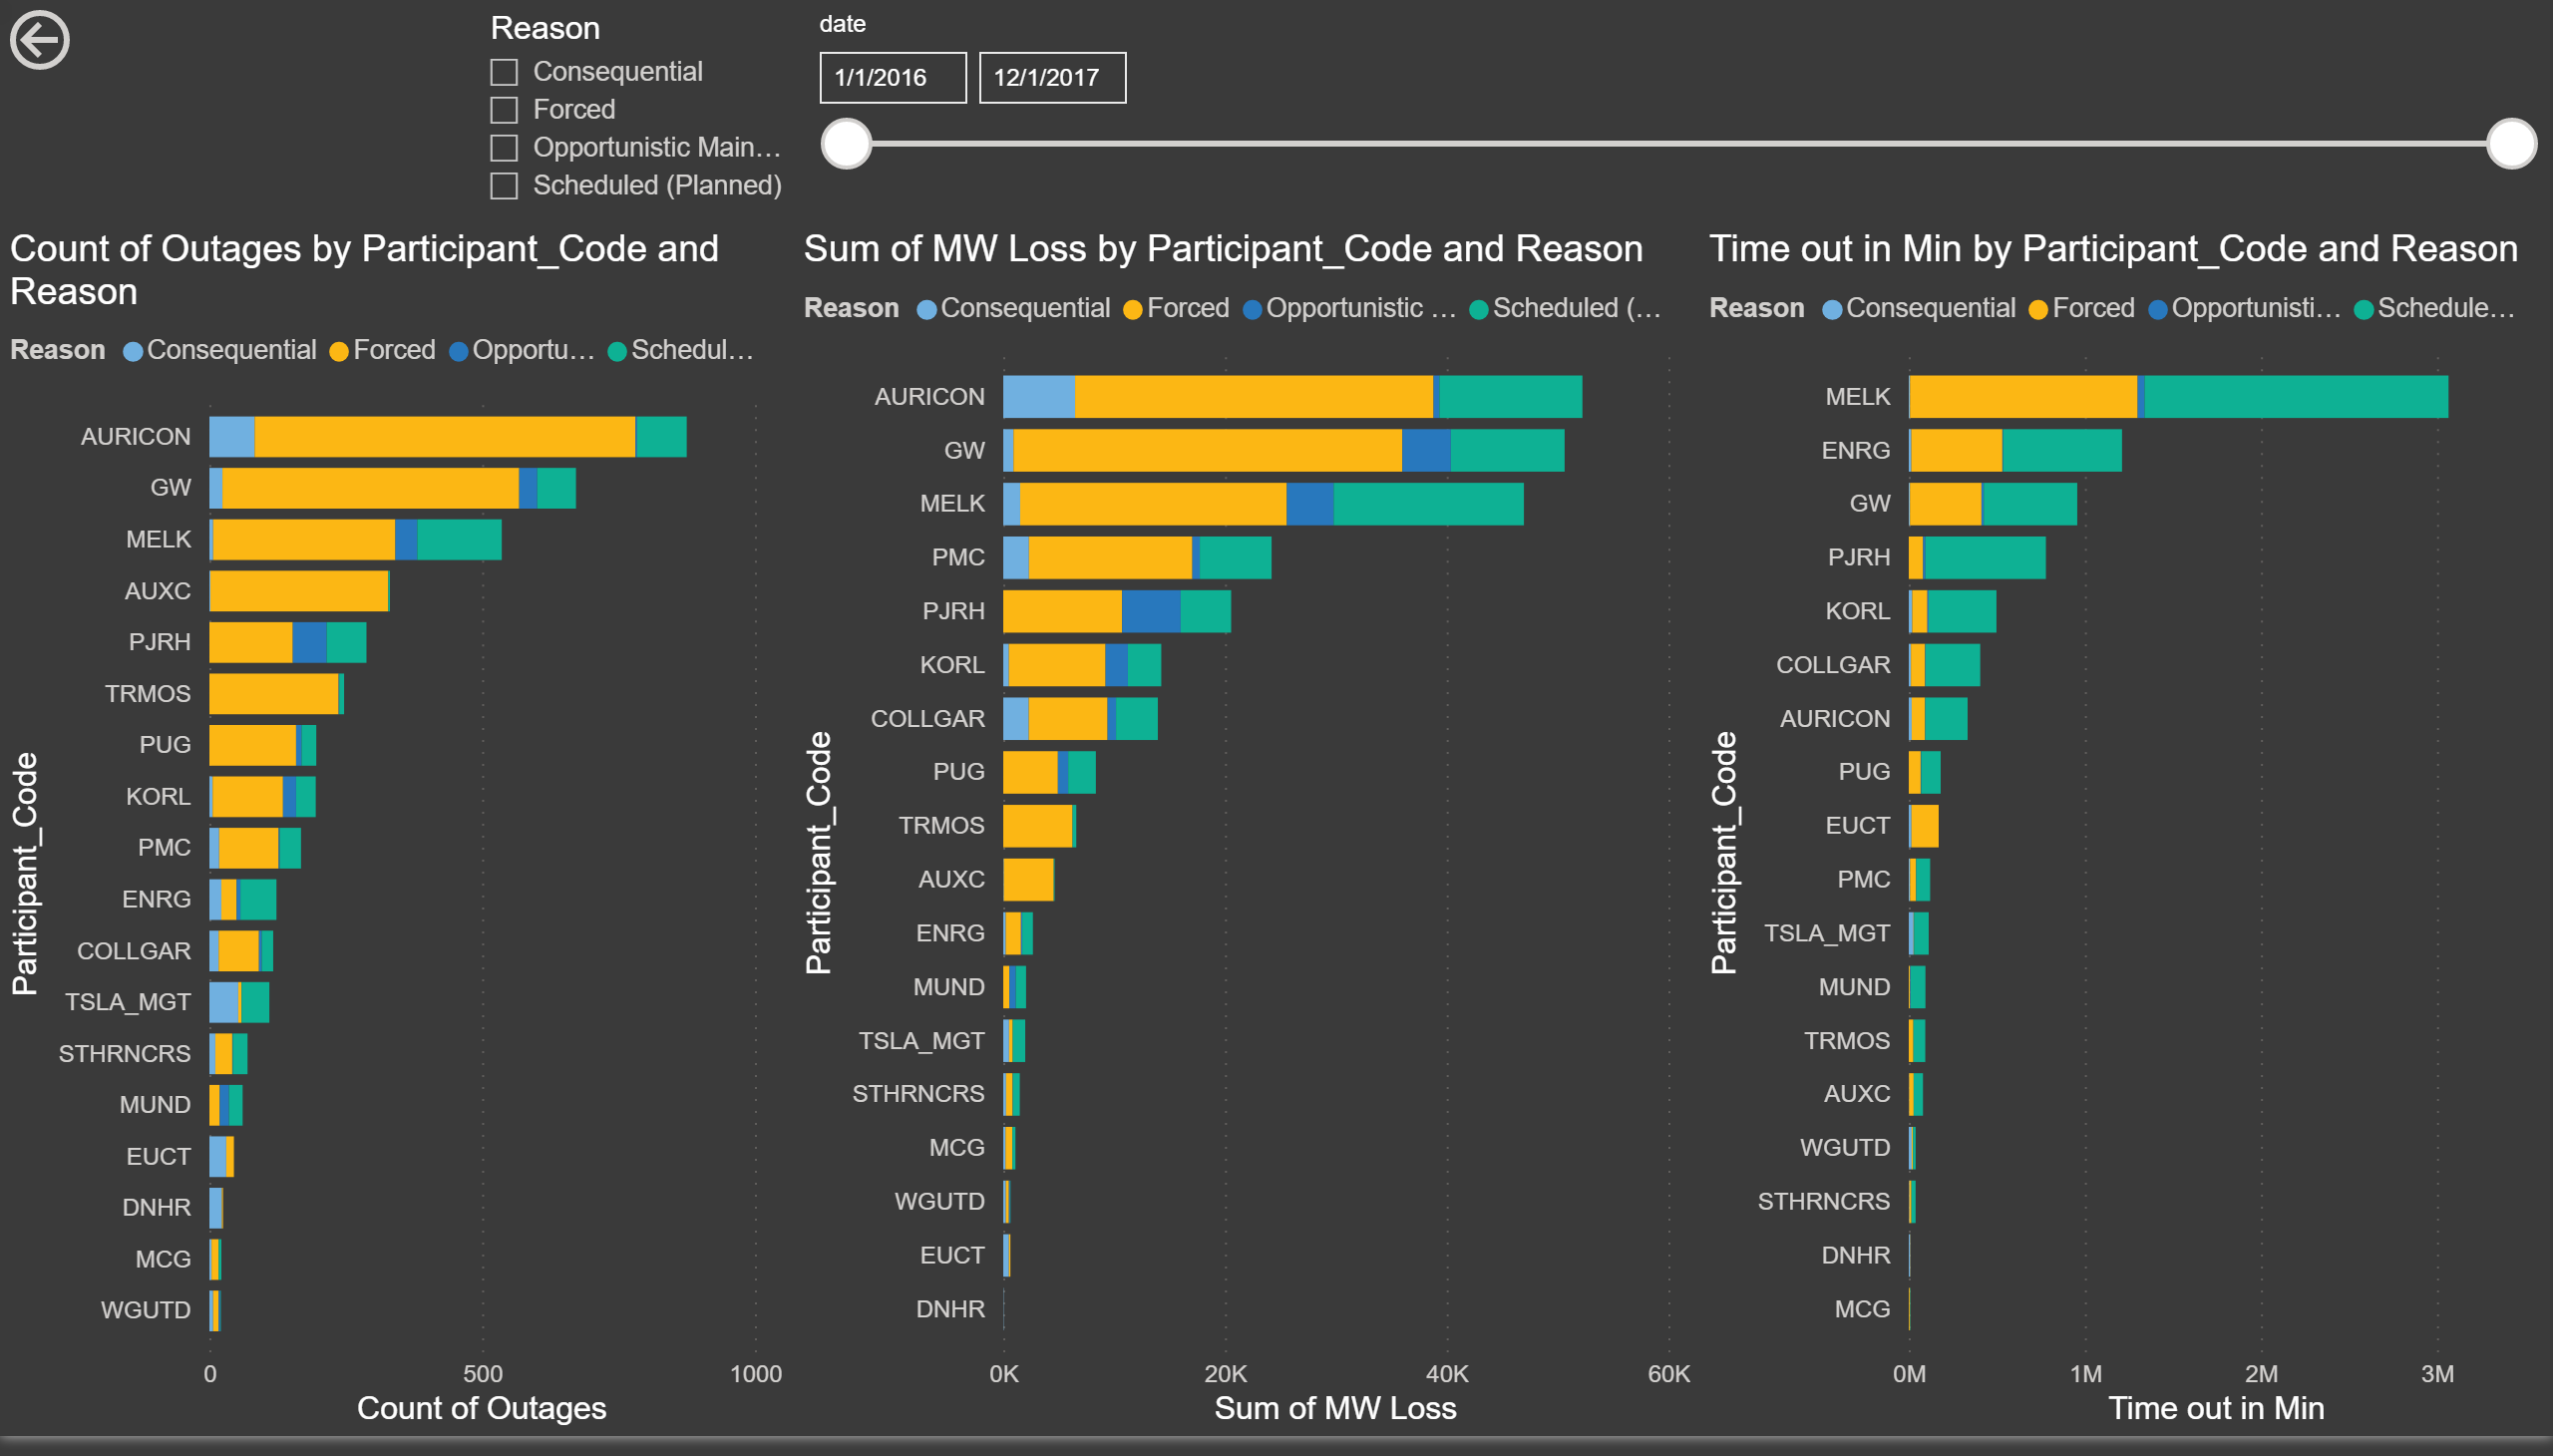 Reason
Consequential
Forced
Opportunistic Main…
Scheduled (Planned)
date
1/1/2016 12/1/2017
Count of Outages by Participant_Code and
Reason
Reason Consequential Forced Opportu… Schedul…
Participant_Code
AURICON
GW
MELK
AUXC
PJRH
TRMOS
PUG
KORL
PMC
ENRG
COLLGAR
TSLA_MGT
STHRNCRS
MUND
EUCT
DNHR
MCG
WGUTD
0 500 1000
Count of Outages
Sum of MW Loss by Participant_Code and Reason
Reason Consequential Forced Opportunistic … Scheduled (…
Participant_Code
AURICON
GW
MELK
PMC
PJRH
KORL
COLLGAR
PUG
TRMOS
AUXC
ENRG
MUND
TSLA_MGT
STHRNCRS
MCG
WGUTD
EUCT
DNHR
0K 20K 40K 60K
Sum of MW Loss
Time out in Min by Participant_Code and Reason
Reason Consequential Forced Opportunisti… Schedule…
Participant_Code
MELK
ENRG
GW
PJRH
KORL
COLLGAR
AURICON
PUG
EUCT
PMC
TSLA_MGT
MUND
TRMOS
AUXC
WGUTD
STHRNCRS
DNHR
MCG
0M 1M 2M 3M
Time out in Min